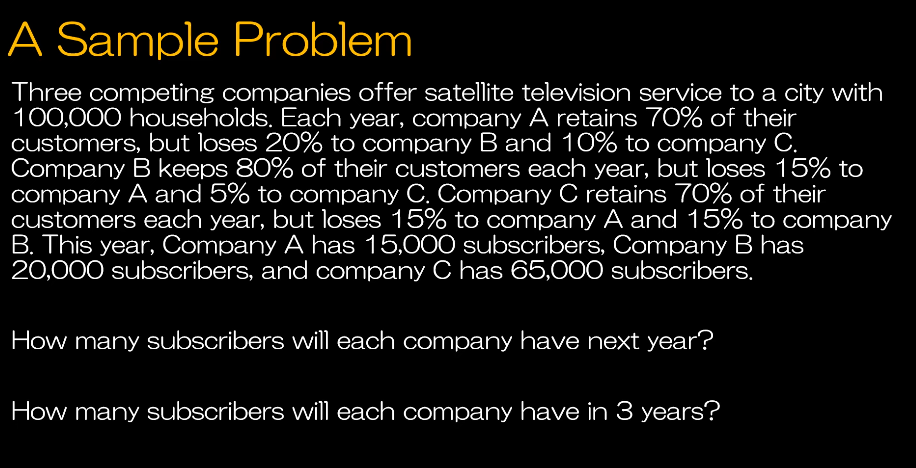 A Sample Problem
Three competing companies offer satellite television service to a city with
100,000 households. Each year, company A retains 70% of their
customers, but loses 20% to company B and 10% to company C.
Company B keeps 80% of their customers each year, but loses 15% to
company A and 5% to company C. Company C retains 70% of their
customers each year, but loses 15% to company A and 15% to company
B. This year, Company A has 15,000 subscribers, Company B has
20,000 subscribers, and company C has 65,000 subscribers.
How many subscribers will each company have next year?
How many subscribers will each company have in 3 years?